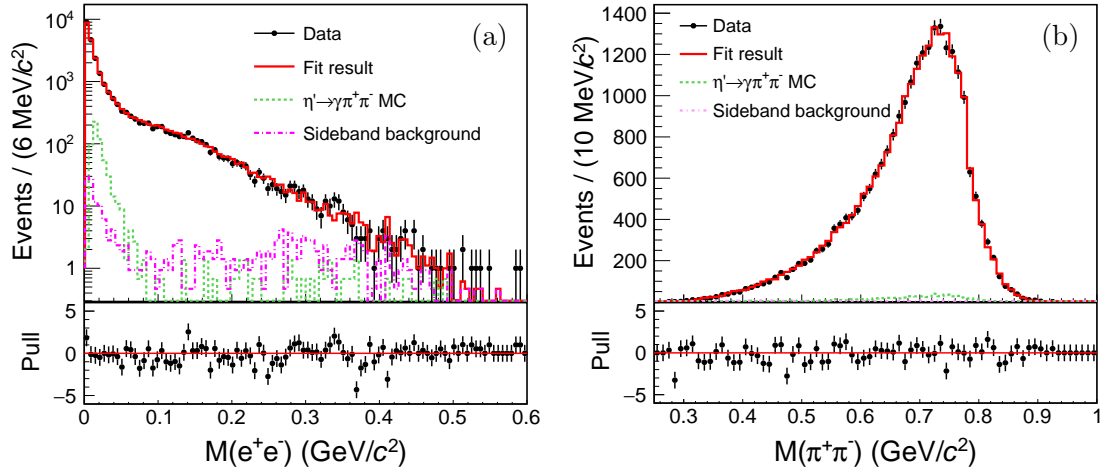 (a)
Data
Fit result
η'→γπ⁺π⁻ MC
Sideband background
Events / (6 MeV/c²)
10⁴
10³
10²
10
1
Pull
5
0
−5
0 0.1 0.2 0.3 0.4 0.5 0.6
M(e⁺e⁻) (GeV/c²)
(b)
Data
Fit result
η'→γπ⁺π⁻ MC
Sideband background
Events / (10 MeV/c²)
1400
1200
1000
800
600
400
200
Pull
5
0
−5
0.3 0.4 0.5 0.6 0.7 0.8 0.9 1
M(π⁺π⁻) (GeV/c²)